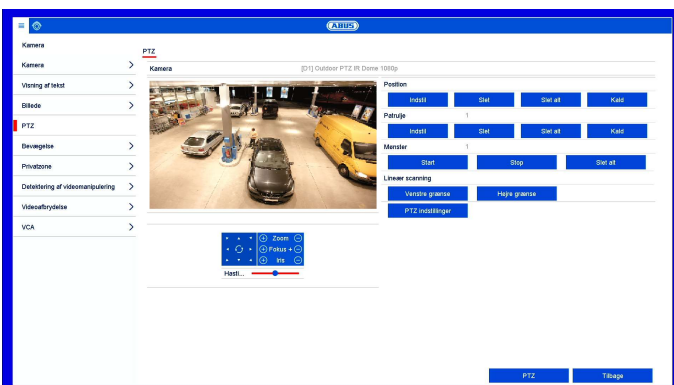 ABUS
Kamera
Kamera
Visning af tekst
Billede
PTZ
Bevægelse
Privatzone
Detektering af videomanipulering
Videoafbrydelse
VCA
PTZ
Kamera [D1] Outdoor PTZ IR Dome 1080p
Zoom
Fokus +
Iris
Hasti...
Position
Indstil Slet Slet alt Kald
Patrulje 1
Indstil Slet Slet alt Kald
Mønster 1
Start Stop Slet alt
Lineær scanning
Venstre grænse Højre grænse
PTZ indstillinger
PTZ Tilbage